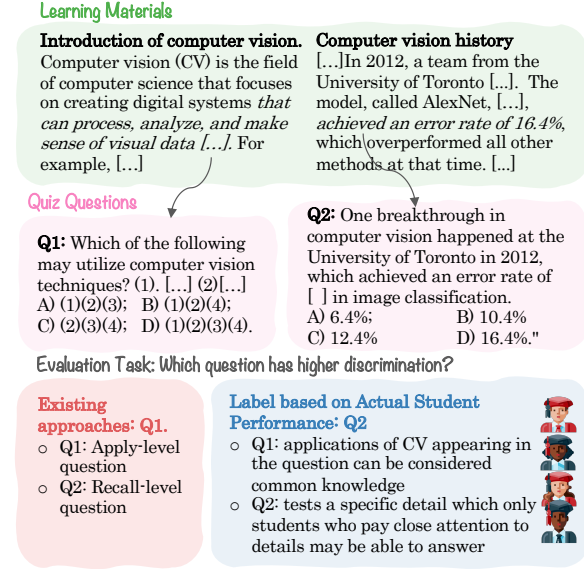 Learning Materials
Introduction of computer vision.
Computer vision (CV) is the field
of computer science that focuses
on creating digital systems that
can process, analyze, and make
sense of visual data […]. For
example, […]
Computer vision history
[…]In 2012, a team from the
University of Toronto [...]. The
model, called AlexNet, […],
achieved an error rate of 16.4%,
which overperformed all other
methods at that time. [...]
Quiz Questions
Q1: Which of the following
may utilize computer vision
techniques? (1). […] (2)[…]
A) (1)(2)(3); B) (1)(2)(4);
C) (2)(3)(4); D) (1)(2)(3)(4).
Q2: One breakthrough in
computer vision happened at the
University of Toronto in 2012,
which achieved an error rate of
[ ] in image classification.
A) 6.4%; B) 10.4%
C) 12.4% D) 16.4%."
Evaluation Task: Which question has higher discrimination?
Existing
approaches: Q1.
o Q1: Apply-level
question
o Q2: Recall-level
question
Label based on Actual Student
Performance: Q2
o Q1: applications of CV appearing in
the question can be considered
common knowledge
o Q2: tests a specific detail which only
students who pay close attention to
details may be able to answer